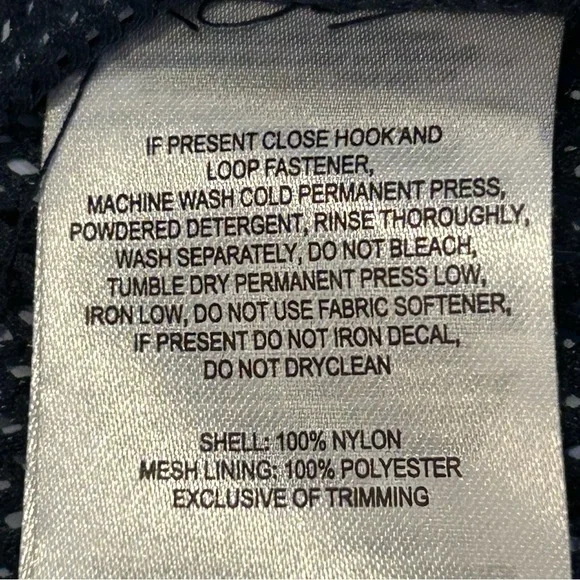 IF PRESENT CLOSE HOOK AND
LOOP FASTENER,
MACHINE WASH COLD PERMANENT PRESS,
POWDERED DETERGENT, RINSE THOROUGHLY,
WASH SEPARATELY, DO NOT BLEACH,
TUMBLE DRY PERMANENT PRESS LOW,
IRON LOW, DO NOT USE FABRIC SOFTENER,
IF PRESENT DO NOT IRON DECAL,
DO NOT DRYCLEAN
SHELL: 100% NYLON
MESH LINING: 100% POLYESTER
EXCLUSIVE OF TRIMMING